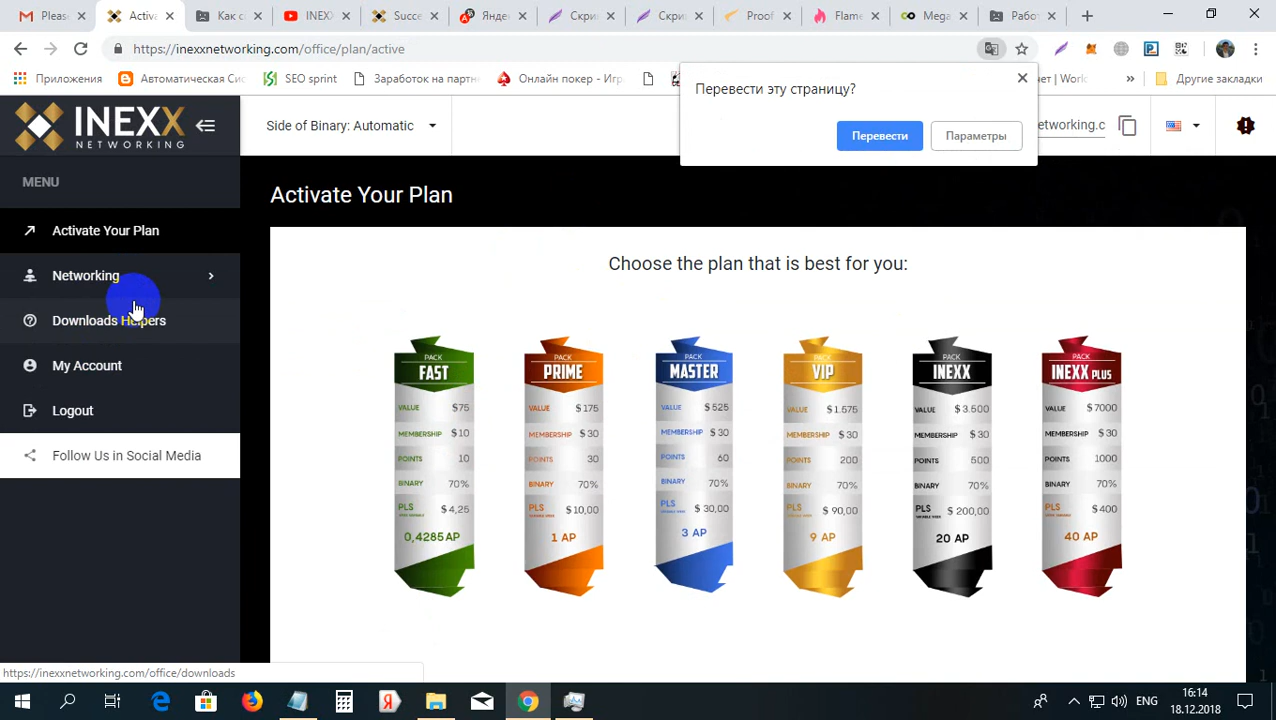 Please
Activa
Как с
INEXX
Succe
Янде
Скри
Скри
Proof
Flame
Mega
Рабо
https://inexxnetworking.com/office/plan/active
Приложения
Автоматическая Си
SEO sprint
Заработок на партн
Онлайн покер - Игр
чет | Worl
»
Другие закладки
Перевести эту страницу?
Перевести
Параметры
INEXX
NETWORKING
Side of Binary: Automatic
etworking.c
MENU
Activate Your Plan
Networking
Downloads Helpers
My Account
Logout
Follow Us in Social Media
Activate Your Plan
Choose the plan that is best for you:
PACK
FAST
VALUE $75
MEMBERSHIP $10
POINTS 10
BINARY 70%
PLS $4,25
0,4285AP
PACK
PRIME
VALUE $175
MEMBERSHIP $30
POINTS 30
BINARY 70%
PLS $10,00
1 AP
PACK
MASTER
VALUE $525
MEMBERSHIP $30
POINTS 60
BINARY 70%
PLS $30,00
3 AP
PACK
VIP
VALUE $1.575
MEMBERSHIP $30
POINTS 200
BINARY 70%
PLS $90,00
9 AP
PACK
INEXX
VALUE $3.500
MEMBERSHIP $30
POINTS 500
BINARY 70%
PLS $200,00
20 AP
PACK
INEXX PLUS
VALUE $7000
MEMBERSHIP $30
POINTS 1000
BINARY 70%
PLS $400
40 AP
https://inexxnetworking.com/office/downloads
ENG
16:14
18.12.2018